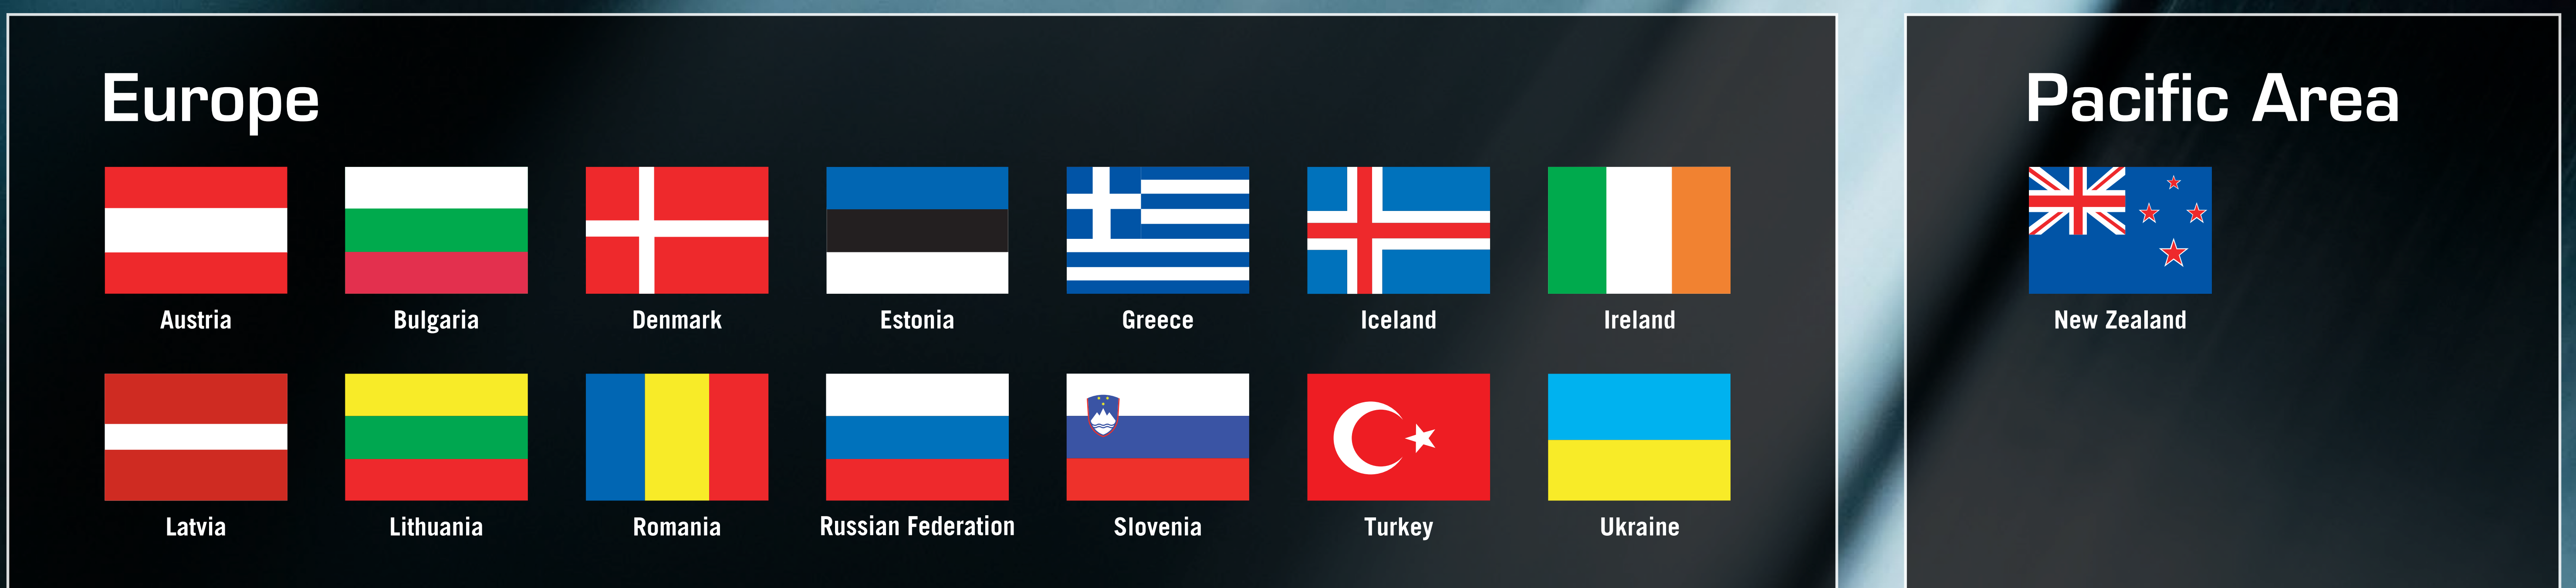 Europe
Austria
Bulgaria
Denmark
Estonia
Greece
Iceland
Ireland
Latvia
Lithuania
Romania
Russian Federation
Slovenia
Turkey
Ukraine
Pacific Area
New Zealand